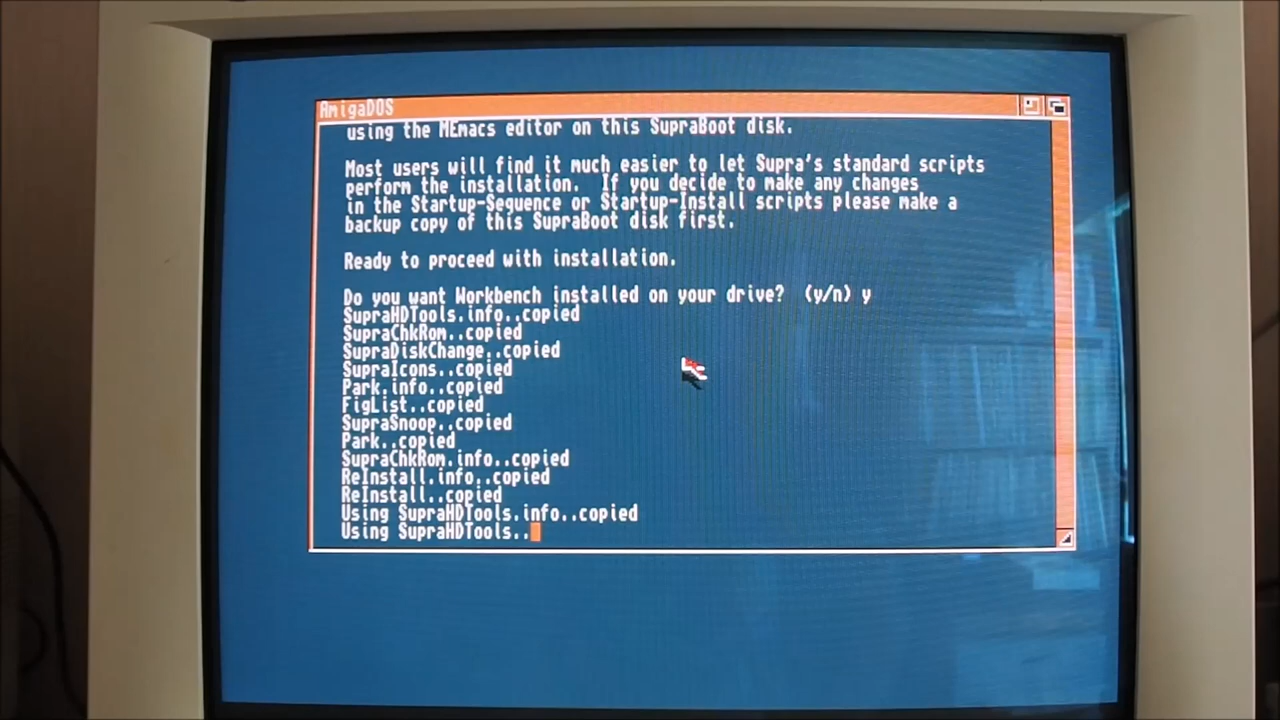 AmigaDOS
using the MEmacs editor on this SupraBoot disk.
Most users will find it much easier to let Supra's standard scripts
perform the installation.  If you decide to make any changes
in the Startup-Sequence or Startup-Install scripts please make a
backup copy of this SupraBoot disk first.
Ready to proceed with installation.
Do you want Workbench installed on your drive?  (y/n) y
SupraHDTools.info..copied
SupraChkRom..copied
SupraDiskChange..copied
SupraIcons..copied
Park.info..copied
FigList..copied
SupraSnoop..copied
Park..copied
SupraChkRom.info..copied
ReInstall.info..copied
ReInstall..copied
Using SupraHDTools.info..copied
Using SupraHDTools..